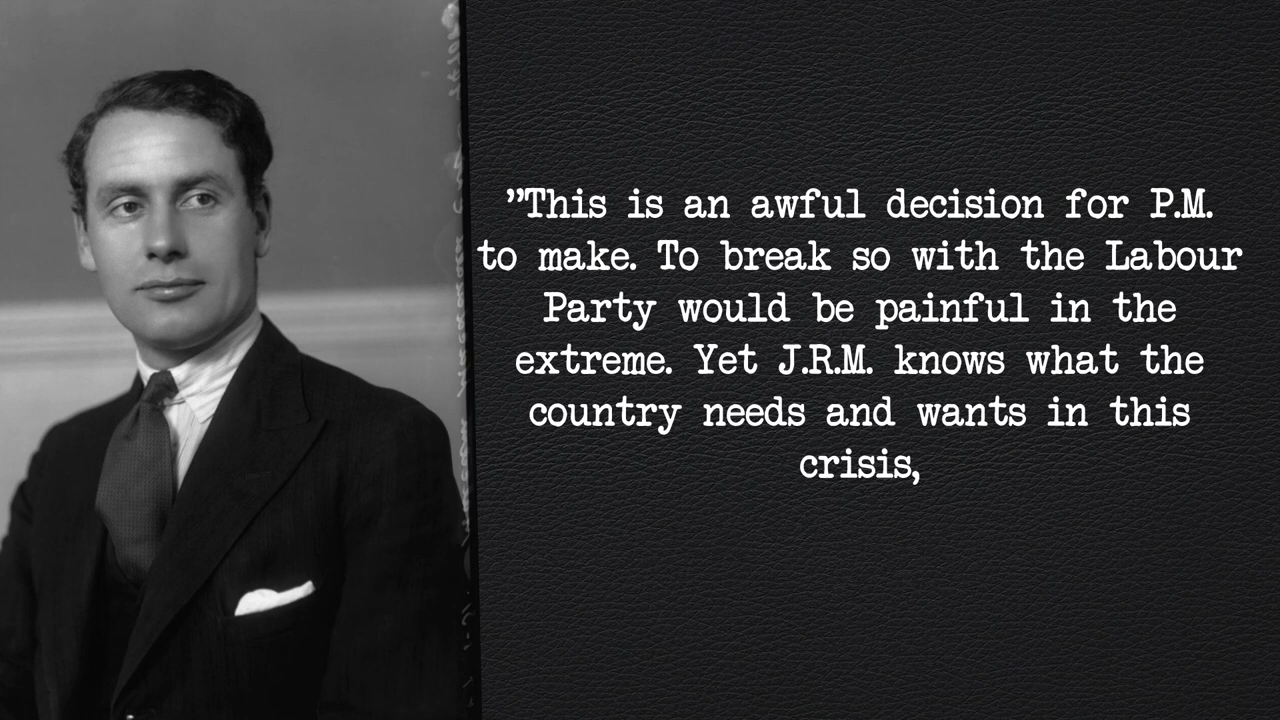 ”This is an awful decision for P.M.
to make. To break so with the Labour
Party would be painful in the
extreme. Yet J.R.M. knows what the
country needs and wants in this
crisis,